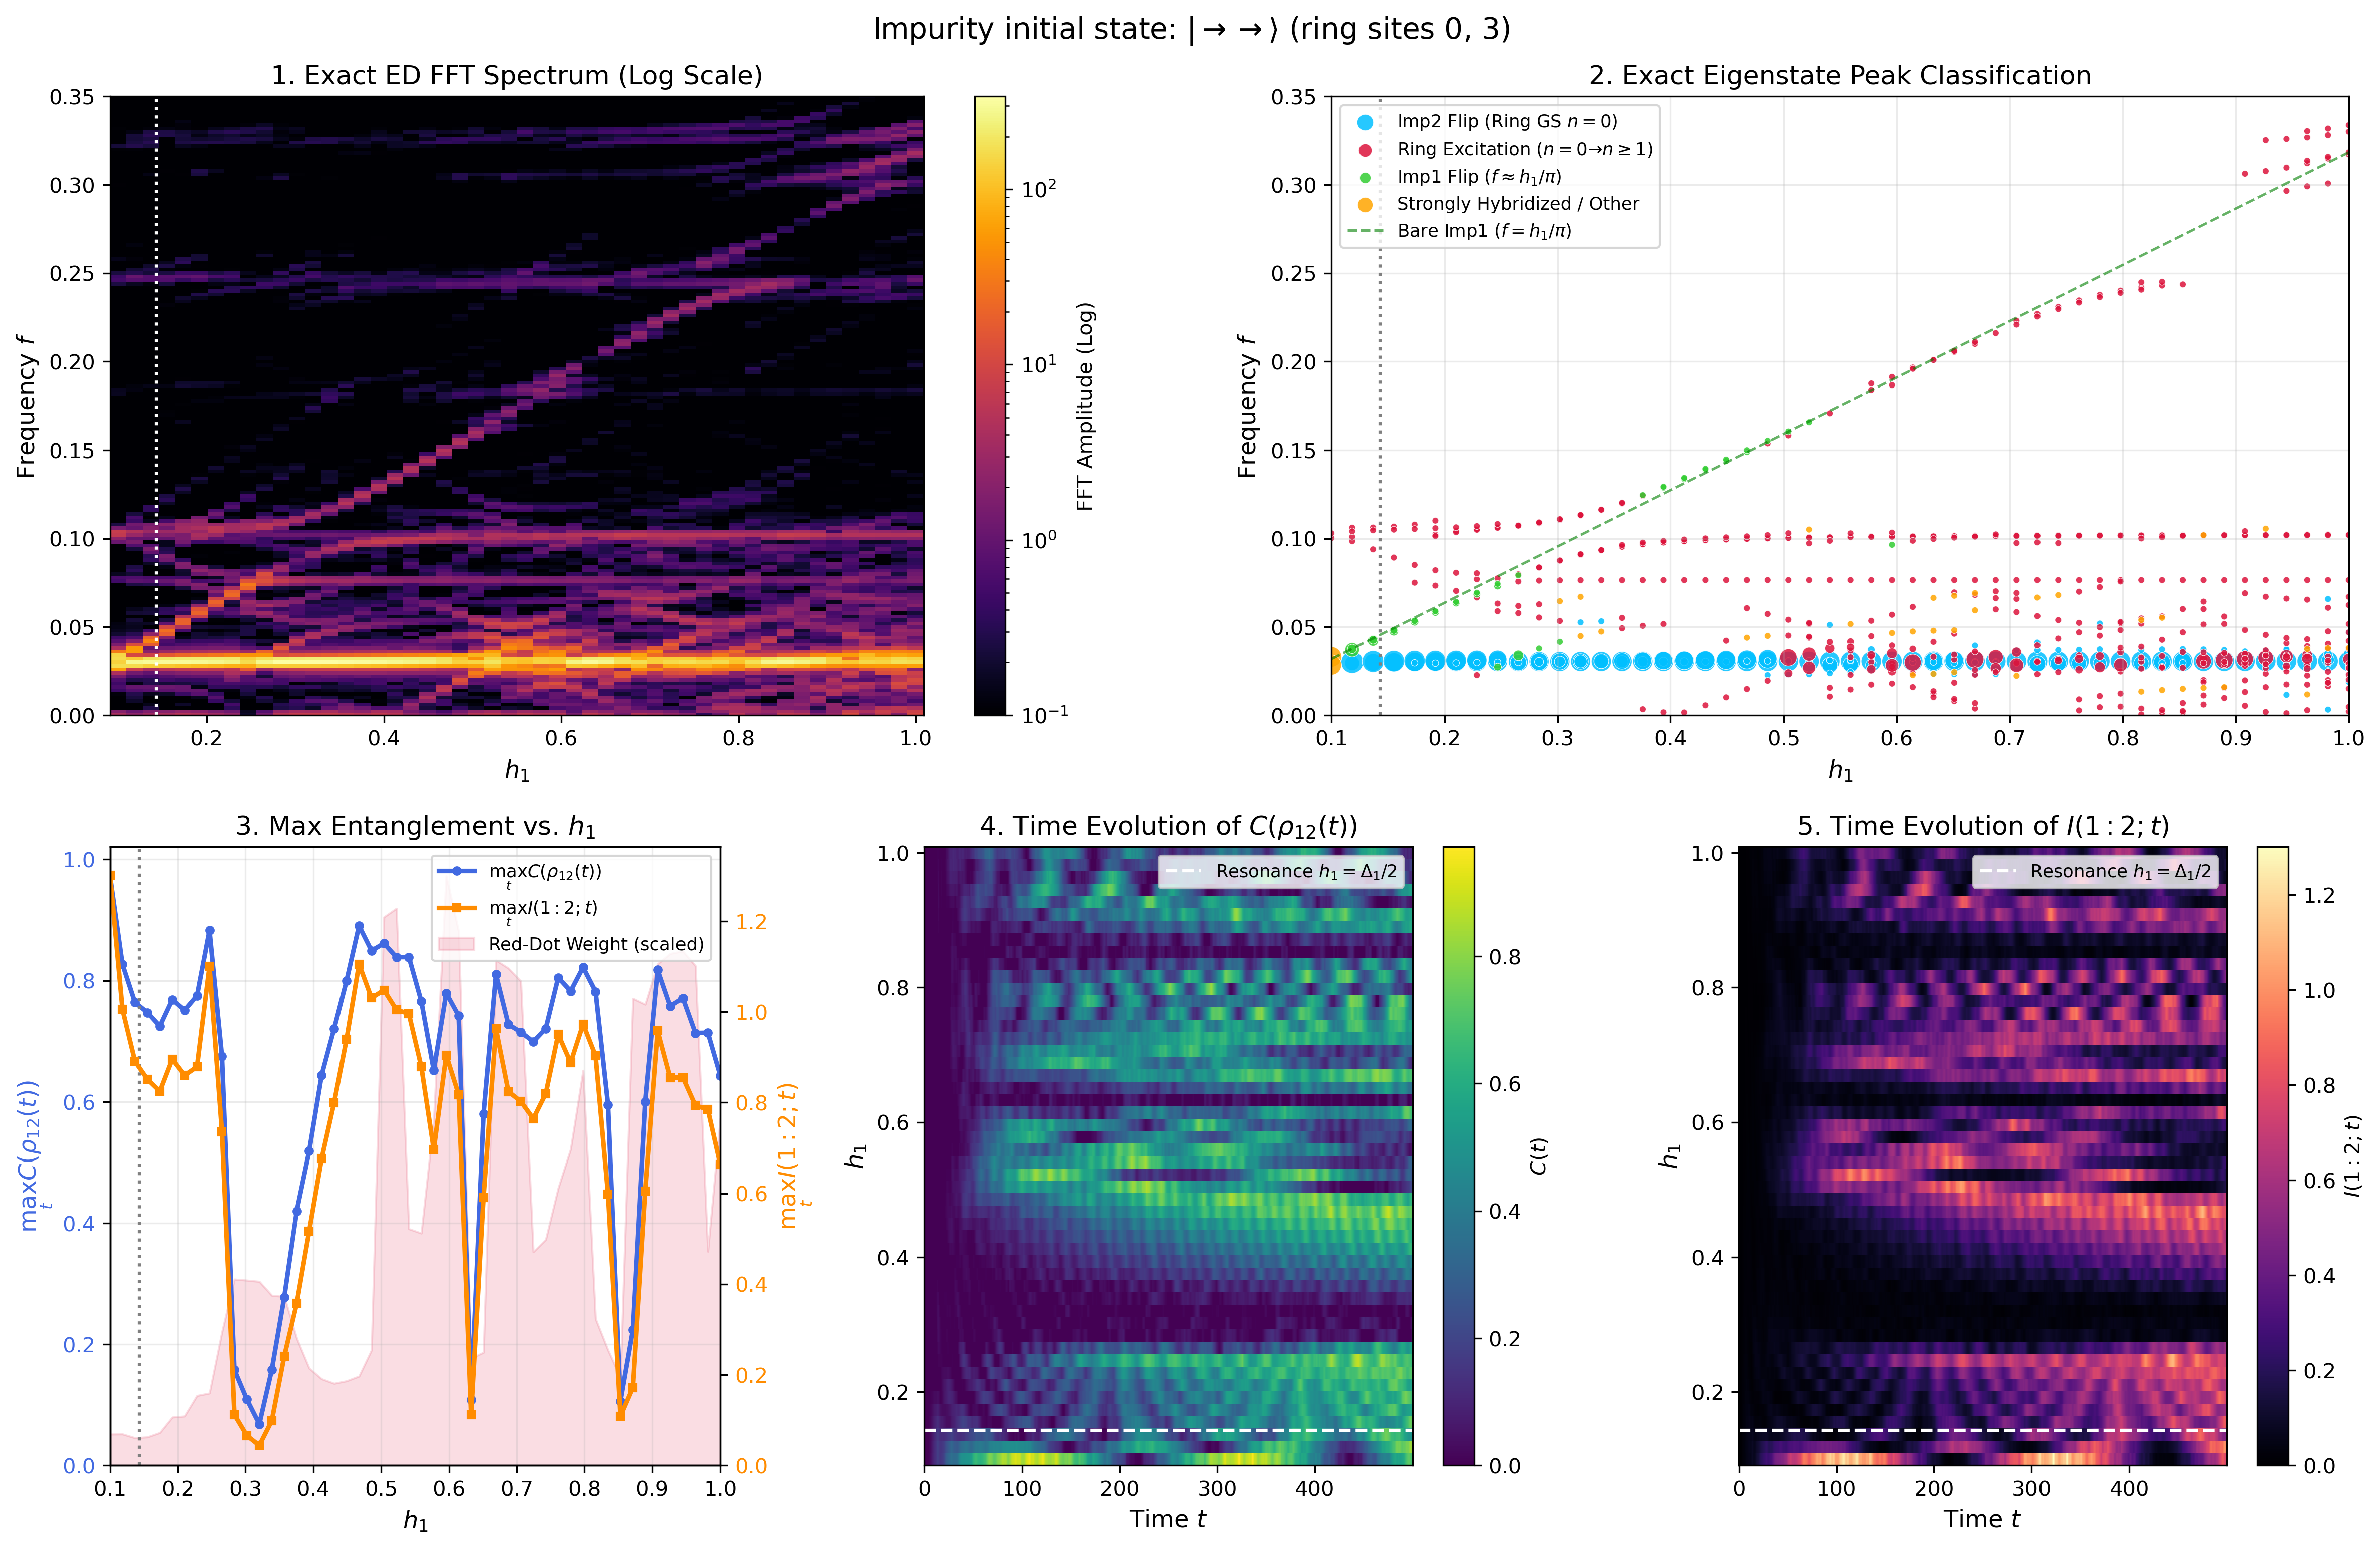 Impurity initial state: |→→⟩ (ring sites 0, 3)
1. Exact ED FFT Spectrum (Log Scale)
0.35
0.30
0.25
0.20
0.15
0.10
0.05
0.00
Frequency f
0.2
0.4
0.6
0.8
1.0
h₁
10²
10¹
10⁰
10⁻¹
FFT Amplitude (Log)
2. Exact Eigenstate Peak Classification
Imp2 Flip (Ring GS n = 0)
Ring Excitation (n = 0→n ≥ 1)
Imp1 Flip (f ≈ h₁/π)
Strongly Hybridized / Other
Bare Imp1 (f = h₁/π)
0.35
0.30
0.25
0.20
0.15
0.10
0.05
0.00
Frequency f
0.1
0.2
0.3
0.4
0.5
0.6
0.7
0.8
0.9
1.0
h₁
3. Max Entanglement vs. h₁
max C(ρ₁₂(t))
t
max I(1 : 2; t)
t
Red-Dot Weight (scaled)
1.0
0.8
0.6
0.4
0.2
0.0
max C(ρ₁₂(t))
t
1.2
1.0
0.8
0.6
0.4
0.2
0.0
max I(1 : 2; t)
t
0.1
0.2
0.3
0.4
0.5
0.6
0.7
0.8
0.9
1.0
h₁
4. Time Evolution of C(ρ₁₂(t))
Resonance h₁ = Δ₁/2
1.0
0.8
0.6
0.4
0.2
h₁
0
100
200
300
400
Time t
0.8
0.6
0.4
0.2
0.0
C(t)
5. Time Evolution of I(1 : 2; t)
Resonance h₁ = Δ₁/2
1.0
0.8
0.6
0.4
0.2
h₁
0
100
200
300
400
Time t
1.2
1.0
0.8
0.6
0.4
0.2
0.0
I(1 : 2; t)